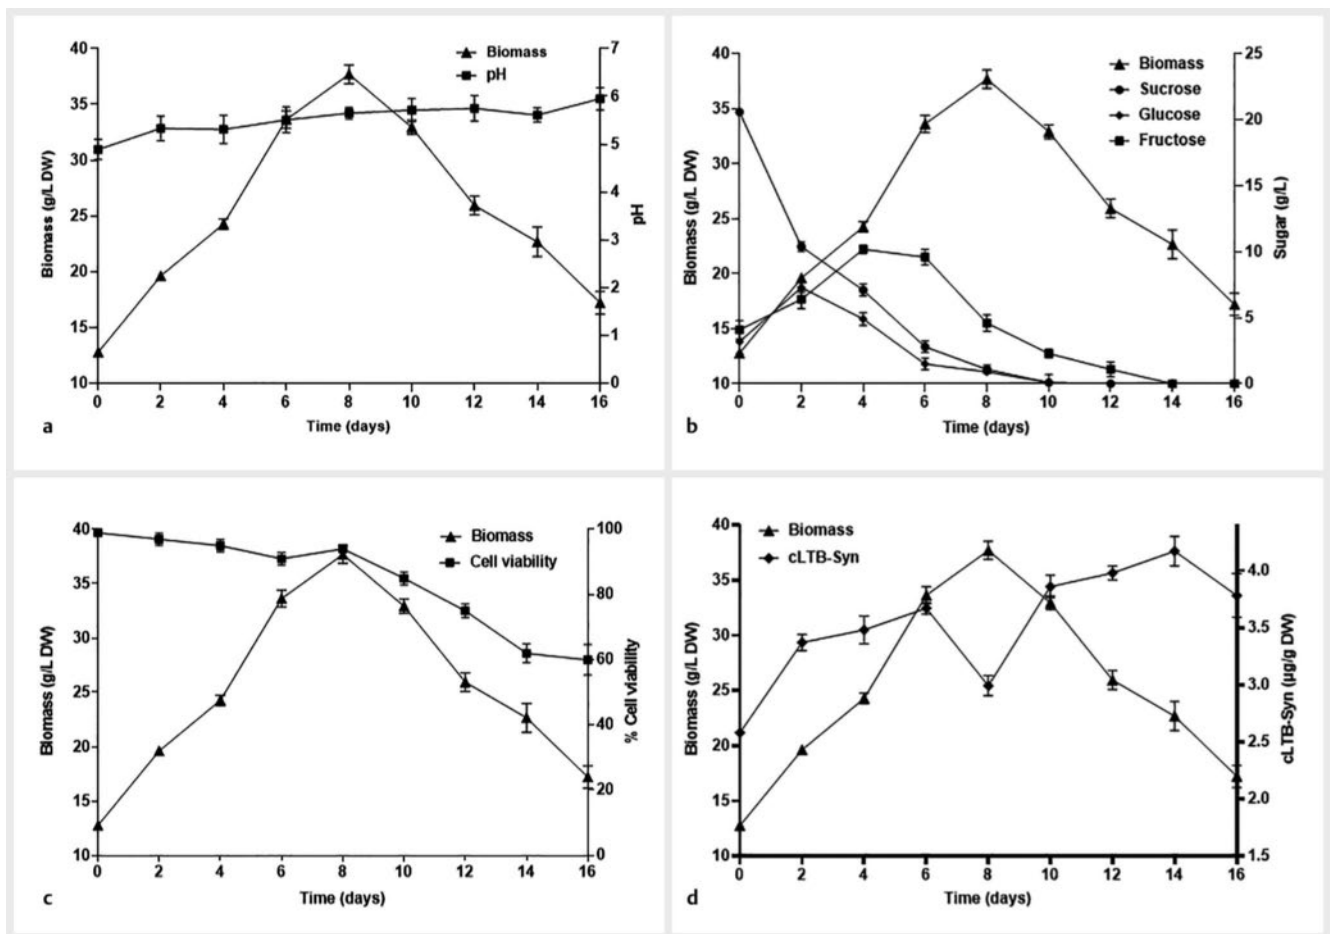 Biomass
pH
40
35
30
25
20
15
10
7
6
5
4
3
2
1
0
0 2 4 6 8 10 12 14 16
Biomass (g/L DW)
pH
Time (days)
a
Biomass
Sucrose
Glucose
Fructose
40
35
30
25
20
15
10
25
20
15
10
5
0
0 2 4 6 8 10 12 14 16
Biomass (g/L DW)
Sugar (g/L)
Time (days)
b
Biomass
Cell viability
40
35
30
25
20
15
10
100
80
60
40
20
0
0 2 4 6 8 10 12 14 16
Biomass (g/L DW)
% Cell viability
Time (days)
c
Biomass
cLTB-Syn
40
35
30
25
20
15
10
4.0
3.5
3.0
2.5
2.0
1.5
0 2 4 6 8 10 12 14 16
Biomass (g/L DW)
cLTB-Syn (µg/g DW)
Time (days)
d